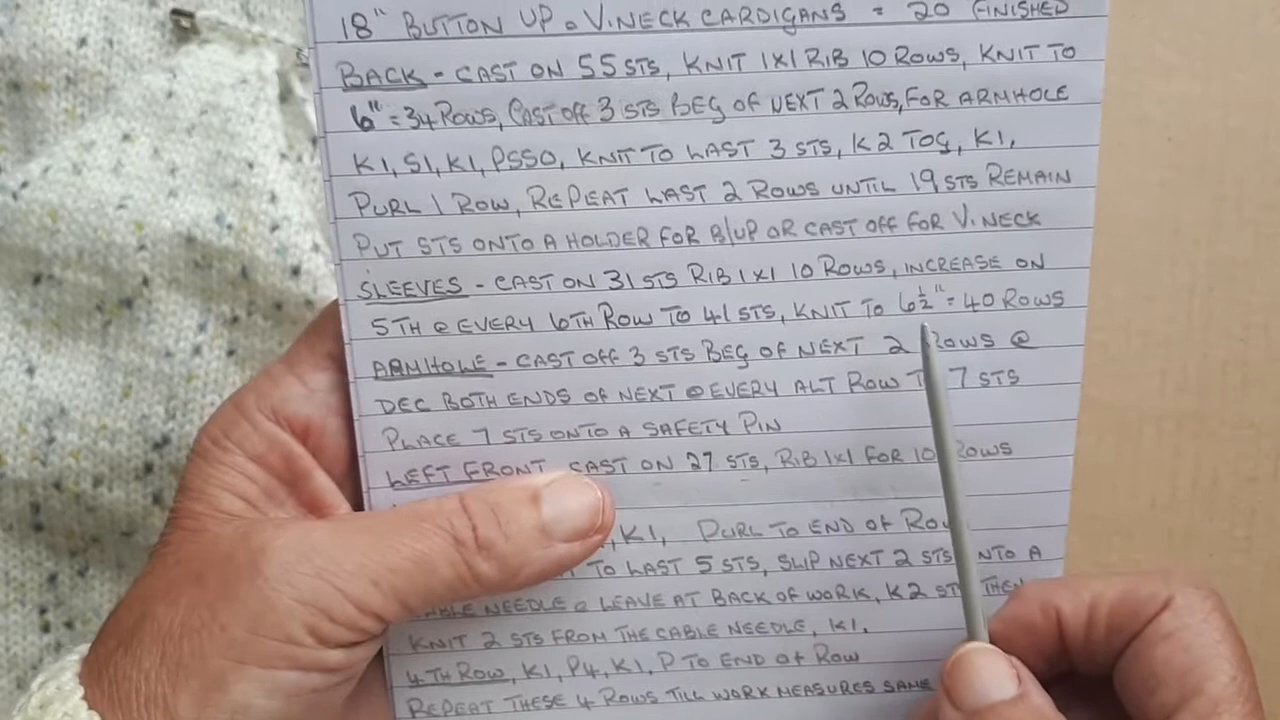 18" BUTTON UP & V.NECK CARDIGANS = 20 FINISHED
BACK - CAST ON 55 STS, KNIT 1X1 RIB 10 ROWS, KNIT TO
6" = 34 ROWS, CAST OFF 3 STS BEG OF NEXT 2 ROWS, FOR ARMHOLE
K1, S1, K1, PSSO, KNIT TO LAST 3 STS, K2 TOG, K1,
PURL 1 ROW, REPEAT LAST 2 ROWS UNTIL 19 STS REMAIN
PUT STS ONTO A HOLDER FOR B/UP OR CAST OFF FOR V.NECK
SLEEVES - CAST ON 31 STS RIB 1X1 10 ROWS, INCREASE ON
5TH & EVERY 6TH ROW TO 41 STS, KNIT TO 6½" = 40 ROWS
ARMHOLE - CAST OFF 3 STS BEG OF NEXT 2 ROWS &
DEC BOTH ENDS OF NEXT & EVERY ALT ROW 7 STS
PLACE 7 STS ONTO A SAFETY PIN
LEFT FRONT CAST ON 27 STS, RIB 1X1 FOR 10 ROWS
, K1, PURL TO END OF
TO LAST 5 STS, SLIP NEXT 2 STS ONTO A
CABLE NEEDLE & LEAVE AT BACK OF WORK, K2 THEN
KNIT 2 STS FROM THE CABLE NEEDLE, K1.
4TH ROW, K1, P4, K1, P TO END OF ROW
REPEAT THESE 4 ROWS TILL WORK MEASURES SAME